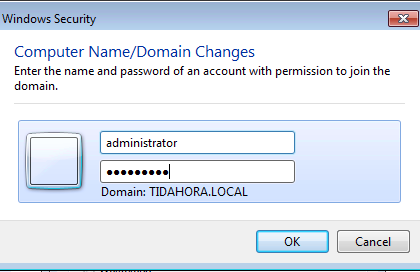 Windows Security
Computer Name/Domain Changes
Enter the name and password of an account with permission to join the
domain.
administrator
●●●●●●●●●
Domain: TIDAHORA.LOCAL
OK
Cancel